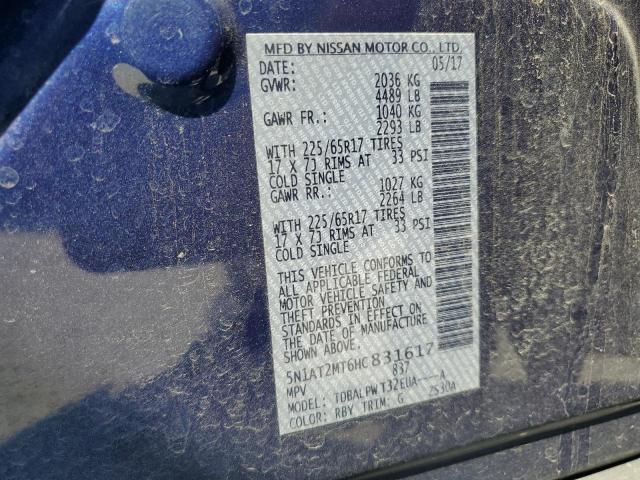 MFD BY NISSAN MOTOR CO., LTD.
DATE: 05/17
GVWR: 2036 KG
4489 LB
GAWR FR.: 1040 KG
2293 LB
WITH 225/65R17 TIRES
17 X 7J RIMS AT 33 PSI
COLD SINGLE
GAWR RR.: 1027 KG
2264 LB
WITH 225/65R17 TIRES
17 X 7J RIMS AT 33 PSI
COLD SINGLE
THIS VEHICLE CONFORMS TO
ALL APPLICABLE FEDERAL
MOTOR VEHICLE SAFETY AND
THEFT PREVENTION
STANDARDS IN EFFECT ON
THE DATE OF MANUFACTURE
SHOWN ABOVE.
5N1AT2MT6HC831617
MPV 837
MODEL: TDBALPWT32EUA---A
COLOR: RBY TRIM: G 2S30A